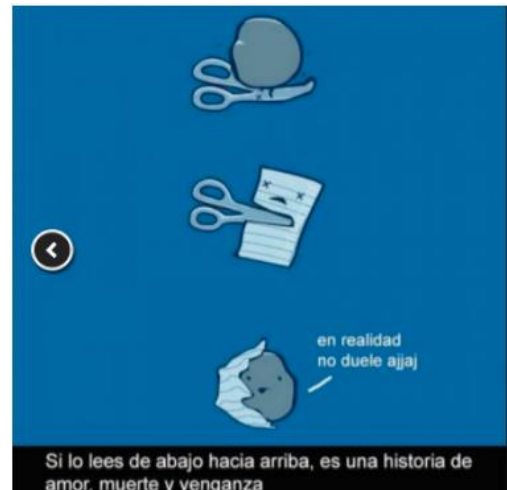 en realidad
no duele ajjaj
Si lo lees de abajo hacia arriba, es una historia de
amor, muerte y venganza